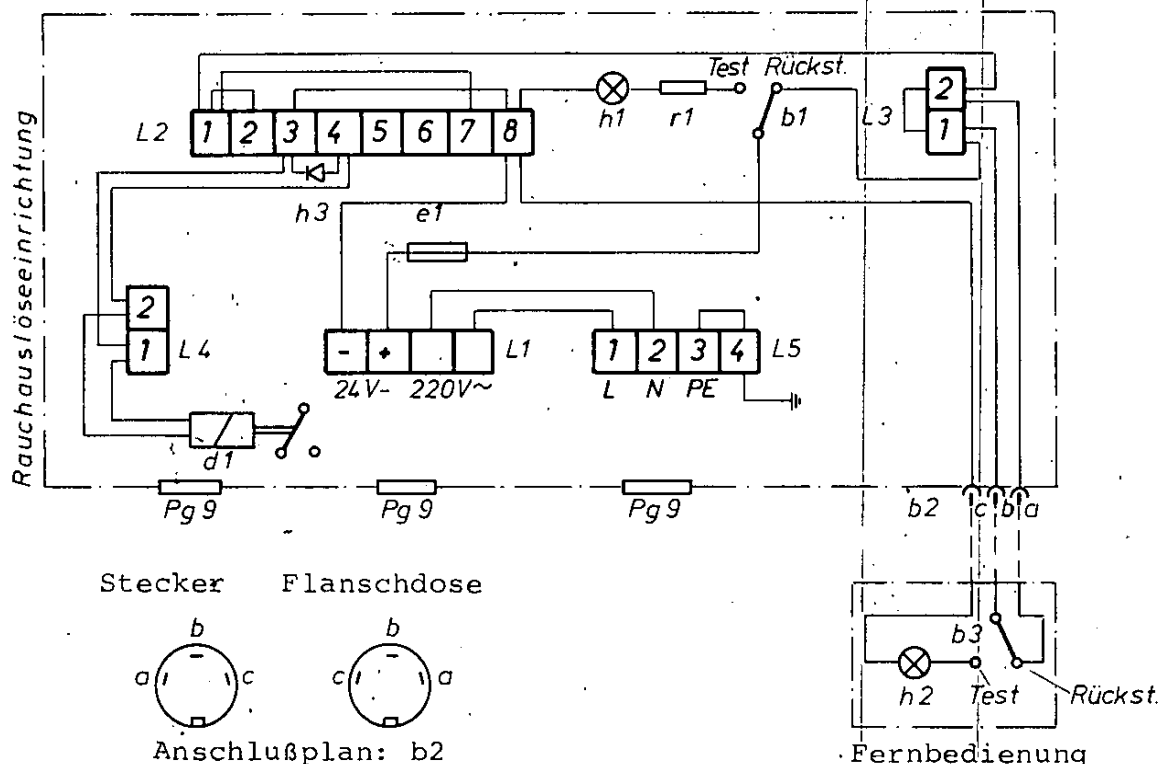 Rauchauslöseeinrichtung
Test Rückst.
h1 r1 b1
L2 1 2 3 4 5 6 7 8
L3 2
1
h3 e1
2
1 L4
- + L1
24V- 220V~
1 2 3 4 L5
L N PE
d1
Pg 9 Pg 9 Pg 9 b2 c b a
Stecker Flanschdose
b b
a c c a
Anschlußplan: b2
b3
h2 Test Rückst.
Fernbedienung